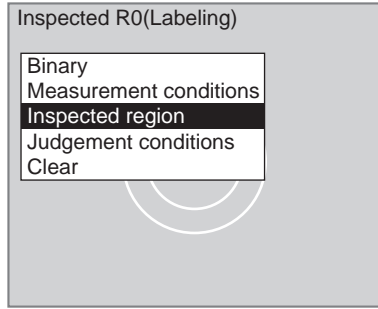 Inspected R0(Labeling)
Binary
Measurement conditions
Inspected region
Judgement conditions
Clear